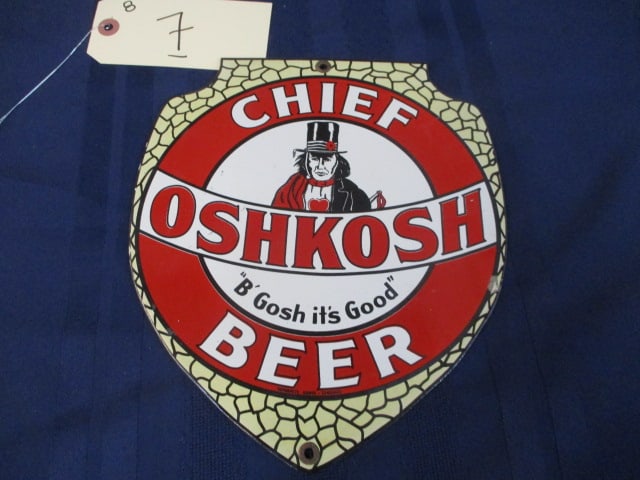 8
7
CHIEF
OSHKOSH
"B'Gosh it's Good"
BEER